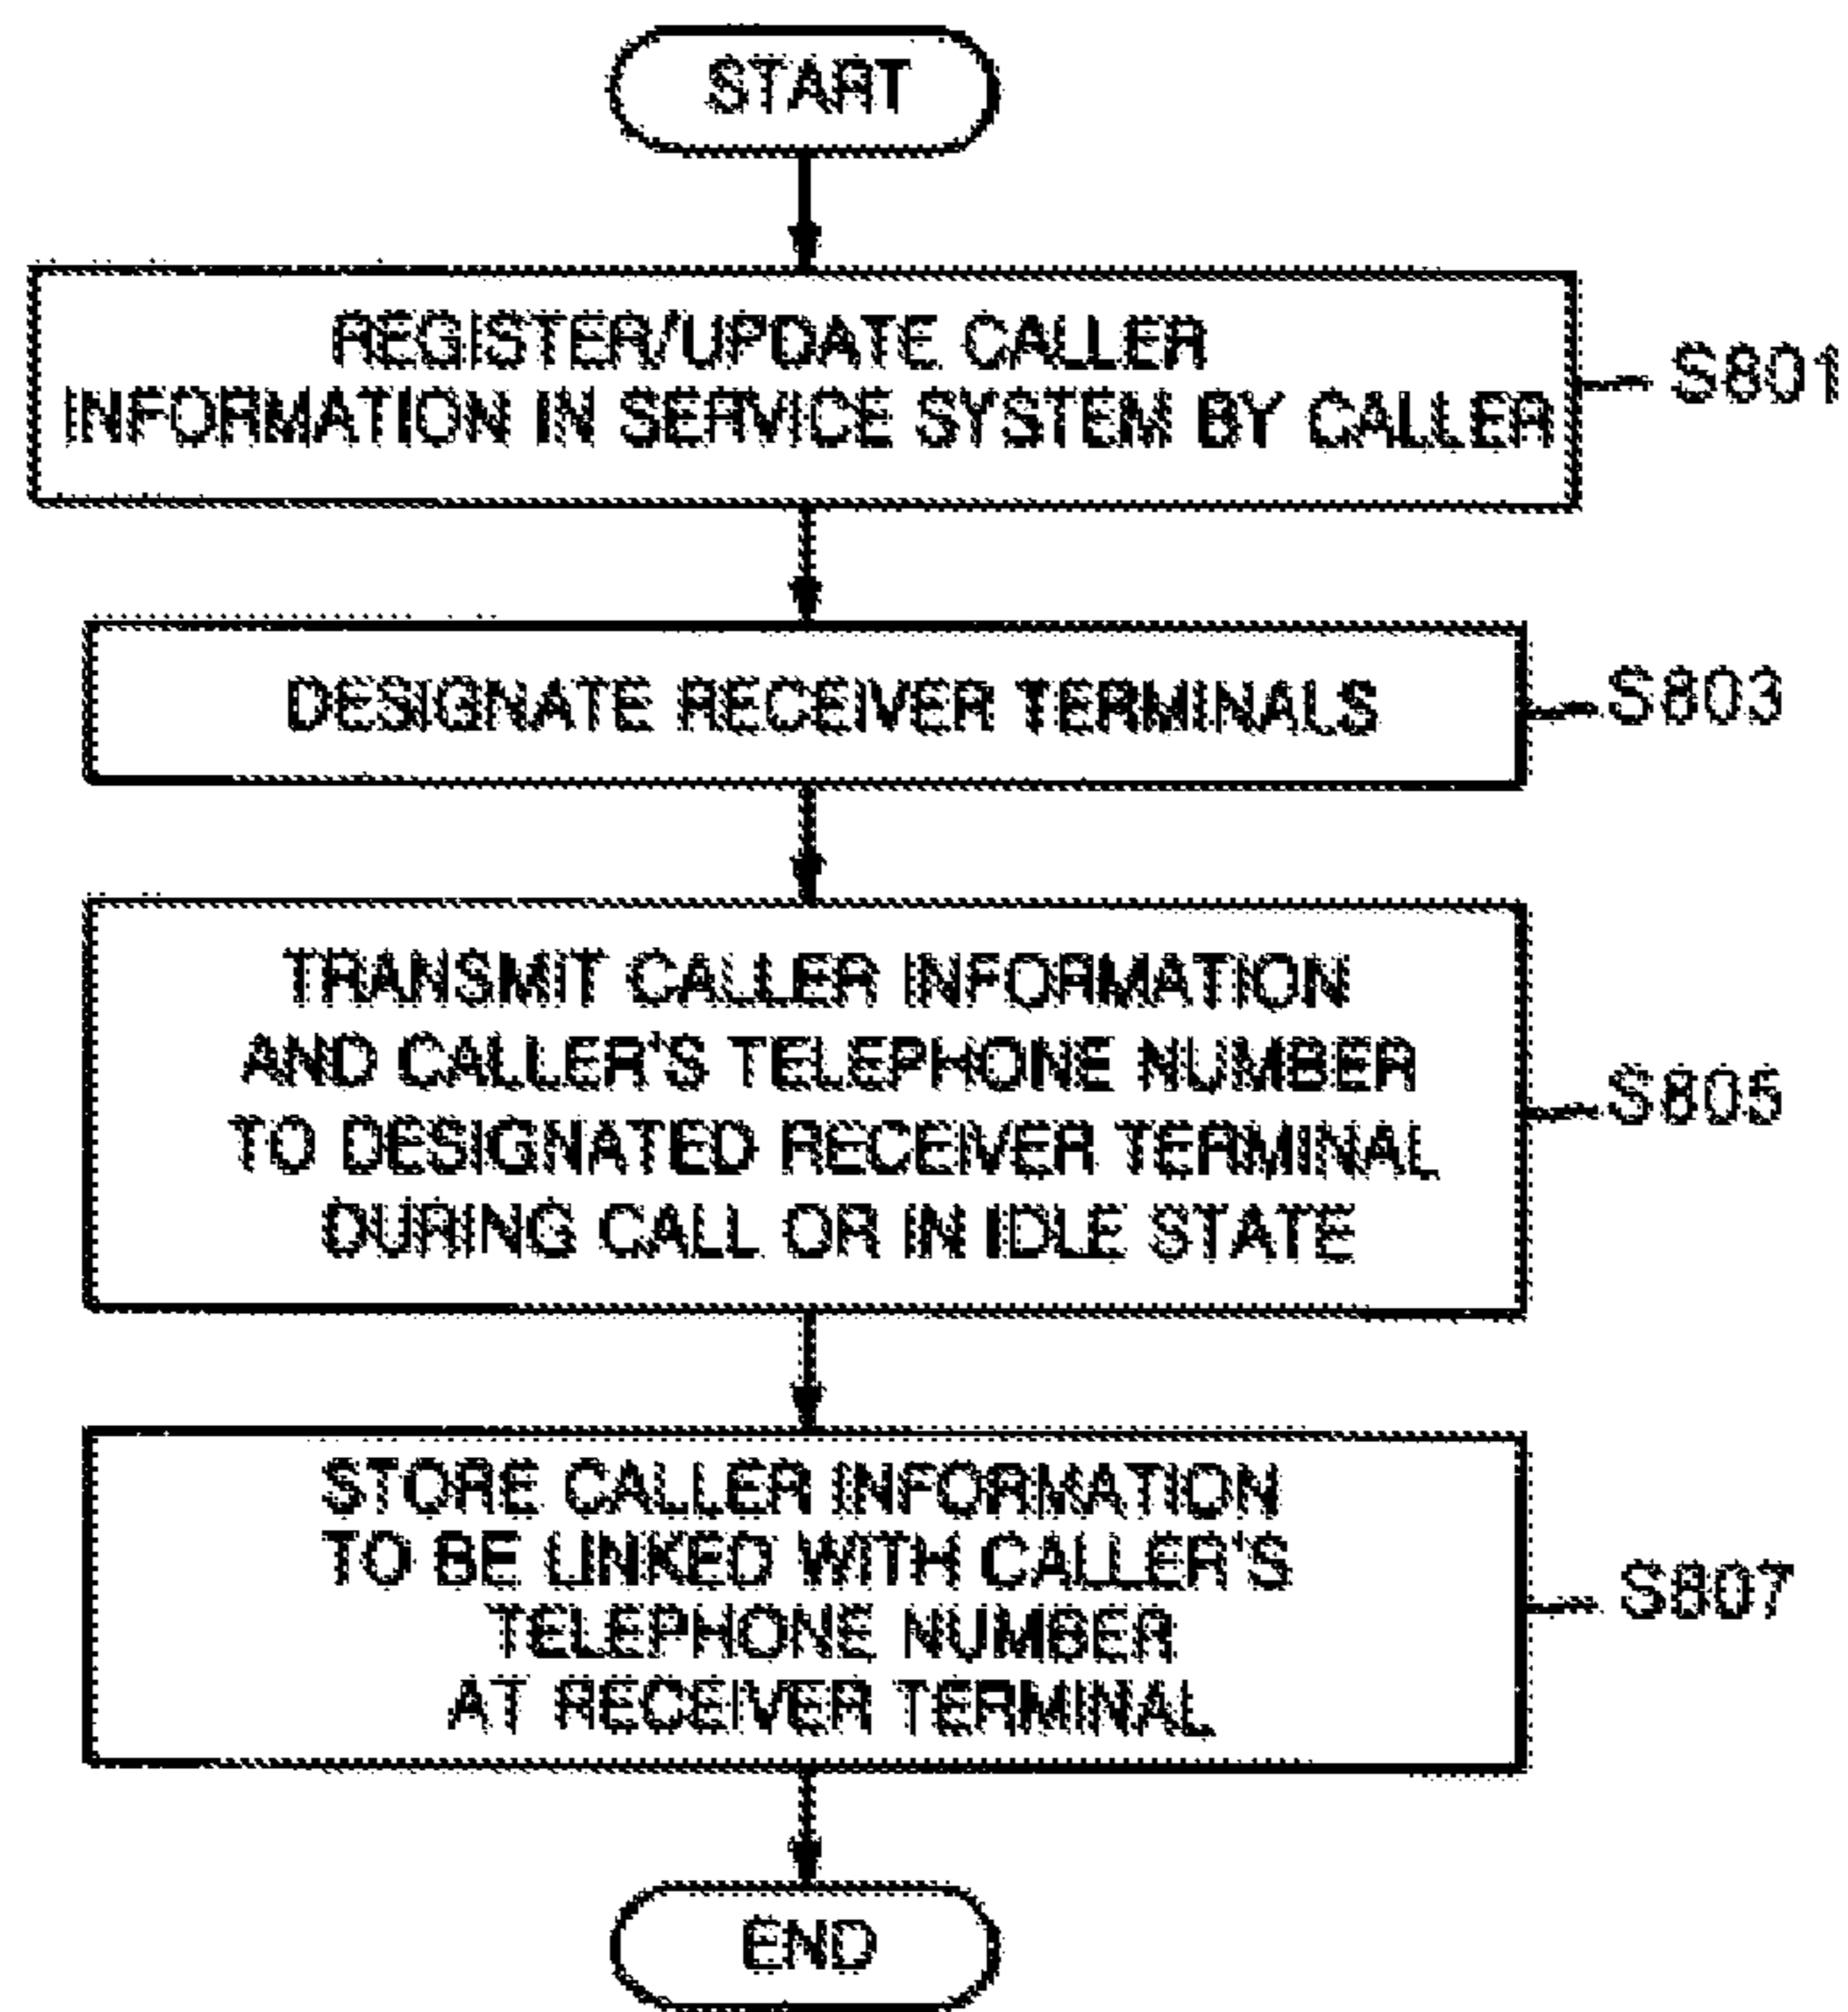 START
REGISTER/UPDATE CALLER
INFORMATION IN SERVICE SYSTEM BY CALLER
S801
DESIGNATE RECEIVER TERMINALS
S803
TRANSMIT CALLER INFORMATION
AND CALLER'S TELEPHONE NUMBER
TO DESIGNATED RECEIVER TERMINAL
DURING CALL OR IN IDLE STATE
S805
STORE CALLER INFORMATION
TO BE LINKED WITH CALLER'S
TELEPHONE NUMBER
AT RECEIVER TERMINAL
S807
END